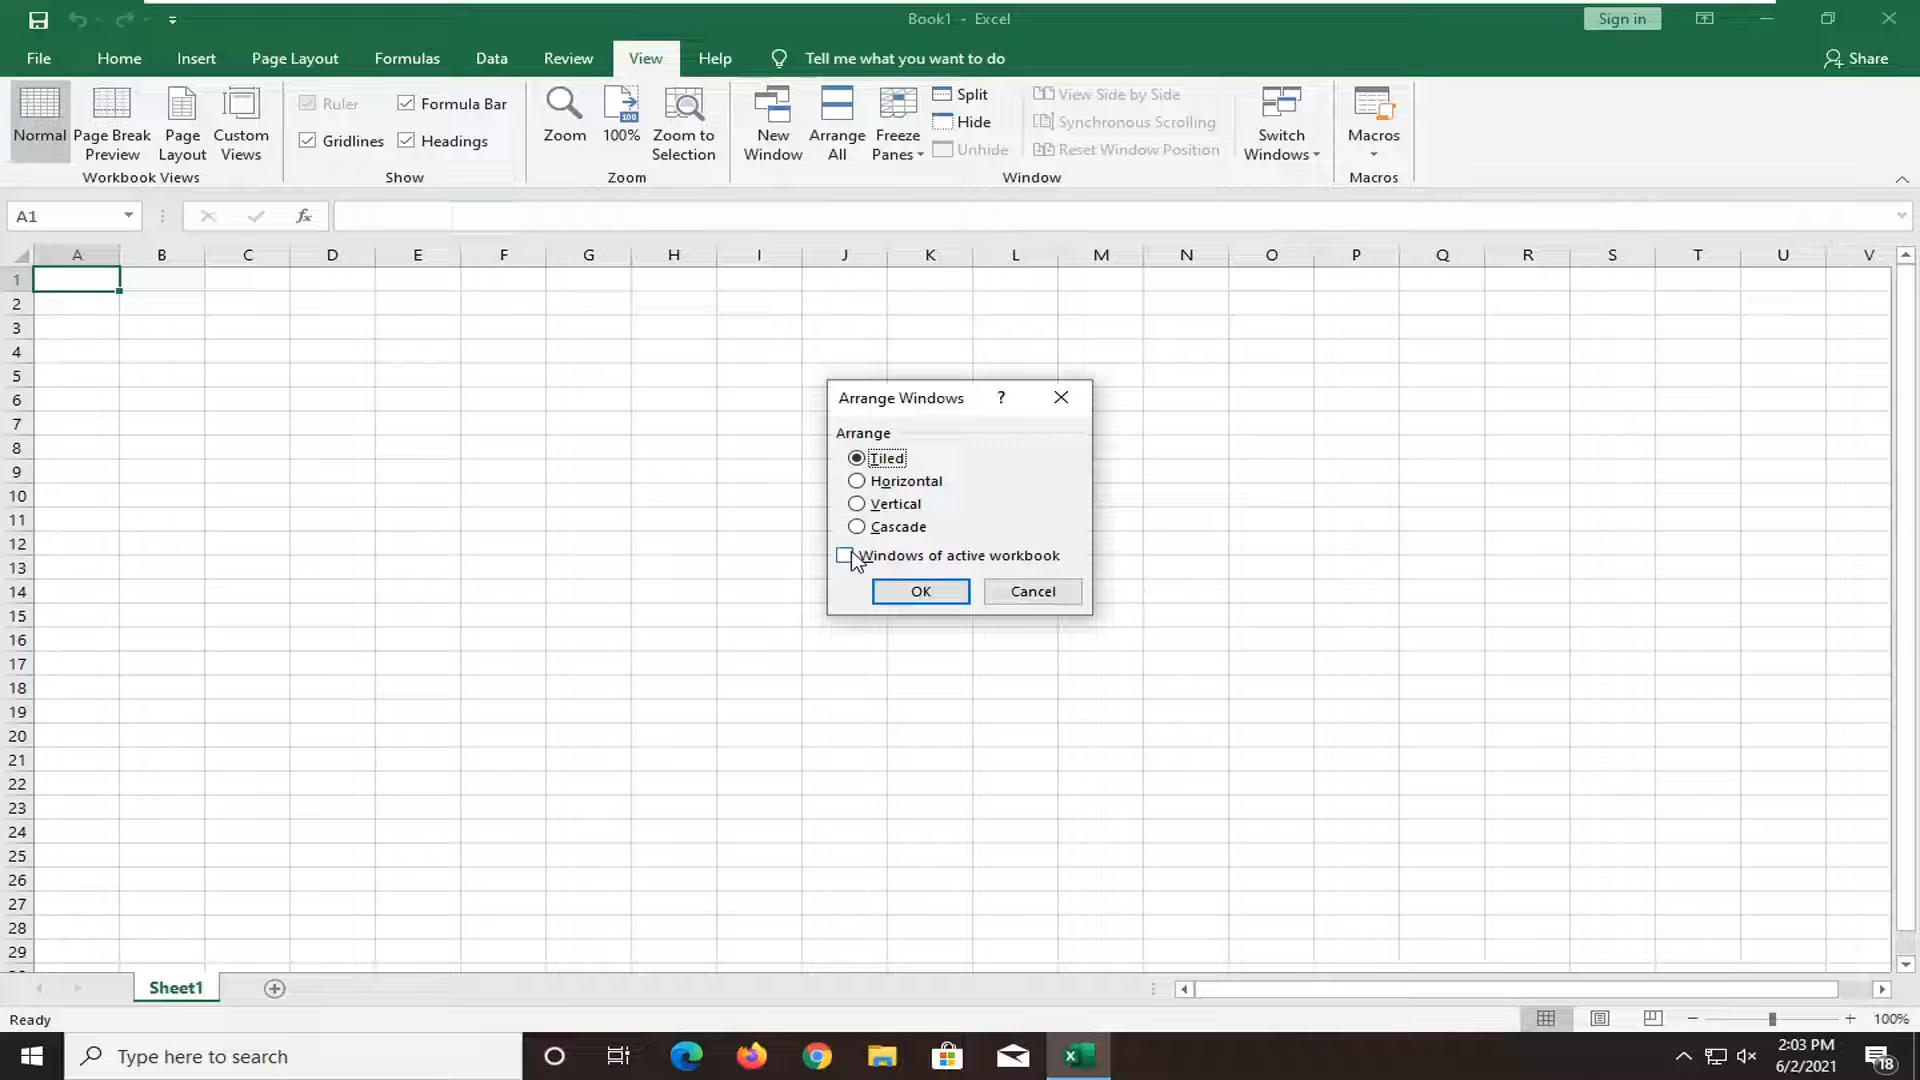 Book1 - Excel
Sign in
File Home Insert Page Layout Formulas Data Review View Help Tell me what you want to do Share
Normal
Page Break Preview
Page Layout
Custom Views
Workbook Views
Ruler
Formula Bar
Gridlines
Headings
Show
Zoom
100%
Zoom to Selection
Zoom
New Window
Arrange All
Freeze Panes
Split
Hide
Unhide
View Side by Side
Synchronous Scrolling
Reset Window Position
Switch Windows
Window
Macros
Macros
A1
fx
A B C D E F G H I J K L M N O P Q R S T U V
1
2
3
4
5
6
7
8
9
10
11
12
13
14
15
16
17
18
19
20
21
22
23
24
25
26
27
28
29
Arrange Windows ?
Arrange
Tiled
Horizontal
Vertical
Cascade
Windows of active workbook
OK Cancel
Sheet1
Ready
100%
Type here to search
2:03 PM
6/2/2021
18